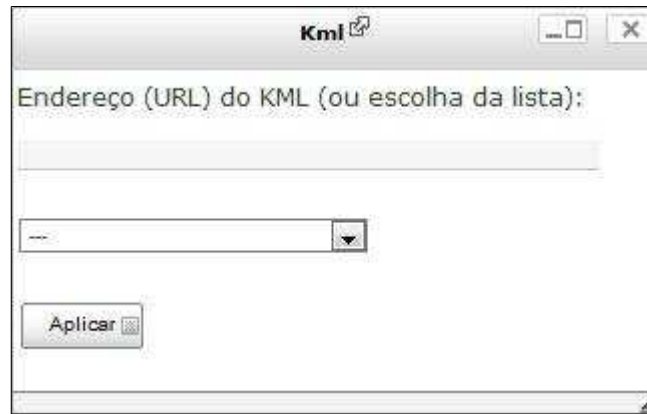 Kml
Endereço (URL) do KML (ou escolha da lista):
---
Aplicar